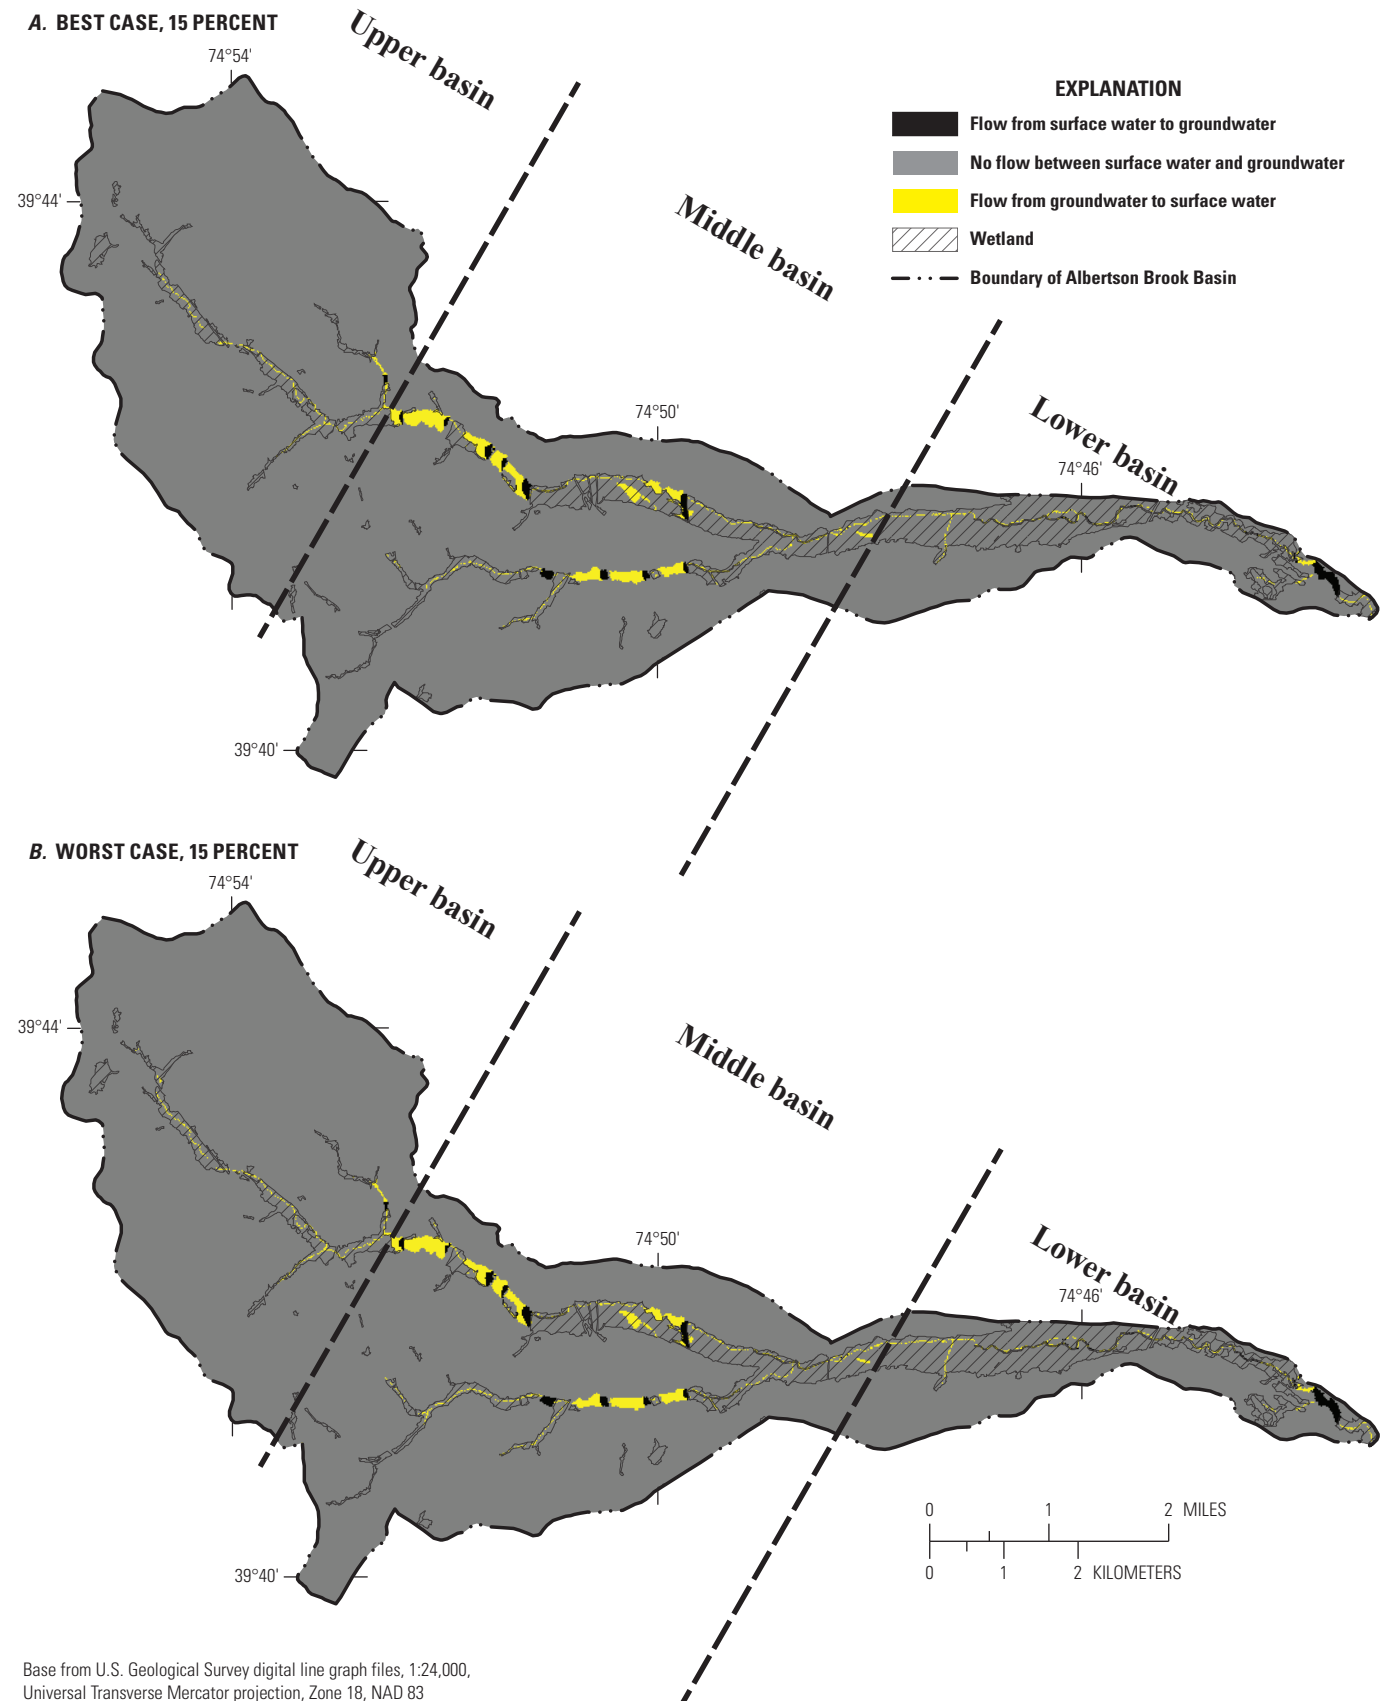 A. BEST CASE, 15 PERCENT
Upper basin
74°54'
EXPLANATION
Flow from surface water to groundwater
No flow between surface water and groundwater
Flow from groundwater to surface water
Wetland
Boundary of Albertson Brook Basin
39°44'
Middle basin
Lower basin
74°50'
74°46'
39°40'
B. WORST CASE, 15 PERCENT
Upper basin
74°54'
39°44'
Middle basin
Lower basin
74°50'
74°46'
0 1 2 MILES
0 1 2 KILOMETERS
39°40'
Base from U.S. Geological Survey digital line graph files, 1:24,000,
Universal Transverse Mercator projection, Zone 18, NAD 83